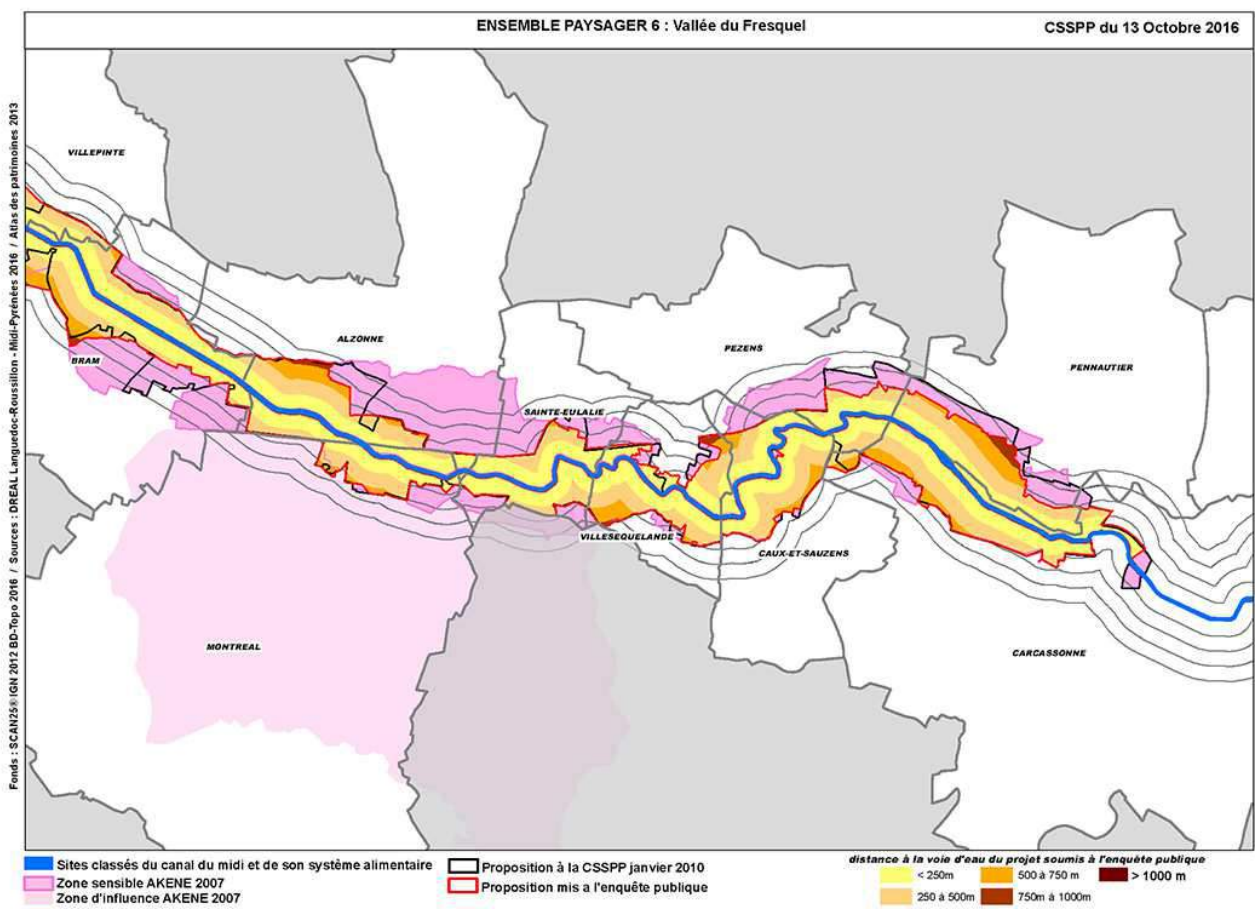 ENSEMBLE PAYSAGER 6 : Vallée du Fresquel
CSSPP du 13 Octobre 2016
Fonds : SCAN25®IGN 2012 BD-Topo 2016 / Sources : DREAL Languedoc-Roussillon - Midi-Pyrénées 2016 / Atlas des patrimoines 2013
VILLEPINTE
ALZONNE
PEZENS
BRAM
PENNAUTIER
SAINTE-EULALIE
VILLESEQUELANDE
CAUX-ET-SAUZENS
MONTREAL
CARCASSONNE
Sites classés du canal du midi et de son système alimentaire
Zone sensible AKENE 2007
Zone d'influence AKENE 2007
Proposition à la CSSPP janvier 2010
Proposition mis a l'enquête publique
distance à la voie d'eau du projet soumis à l'enquête publique
< 250m
500 à 750 m
> 1000 m
250 à 500m
750m à 1000m